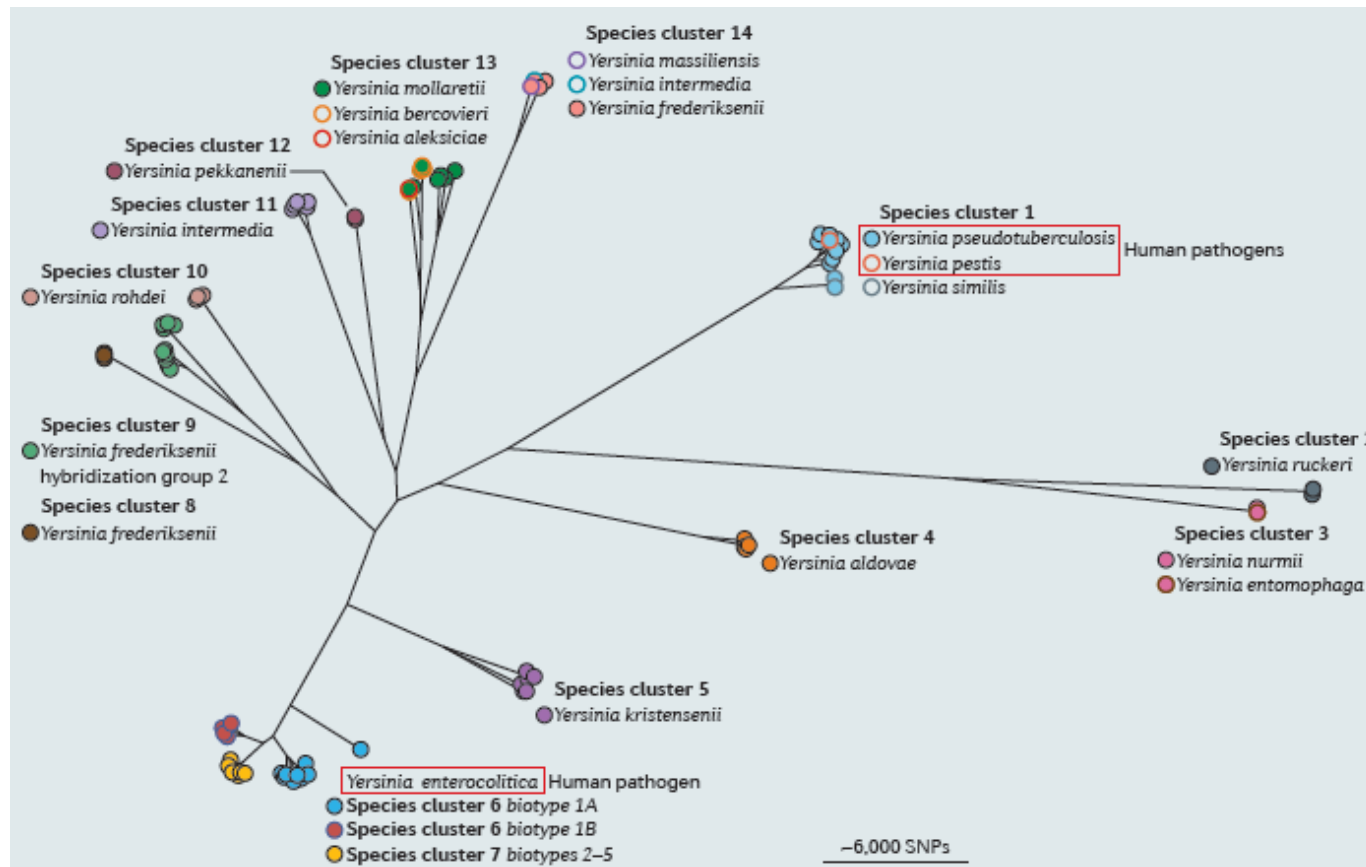 Species cluster 14
Yersinia massiliensis
Yersinia intermedia
Yersinia frederiksenii
Species cluster 13
Yersinia mollaretii
Yersinia bercovieri
Yersinia aleksiciae
Species cluster 12
Yersinia pekkanenii
Species cluster 11
Yersinia intermedia
Species cluster 10
Yersinia rohdei
Species cluster 9
Yersinia frederiksenii
hybridization group 2
Species cluster 8
Yersinia frederiksenii
Species cluster 1
Yersinia pseudotuberculosis
Yersinia pestis
Human pathogens
Yersinia similis
Species cluster
Yersinia ruckeri
Species cluster 3
Yersinia nurmii
Yersinia entomophaga
Species cluster 4
Yersinia aldovae
Species cluster 5
Yersinia kristensenii
Yersinia enterocolitica Human pathogen
Species cluster 6 biotype 1A
Species cluster 6 biotype 1B
Species cluster 7 biotypes 2–5
~6,000 SNPs